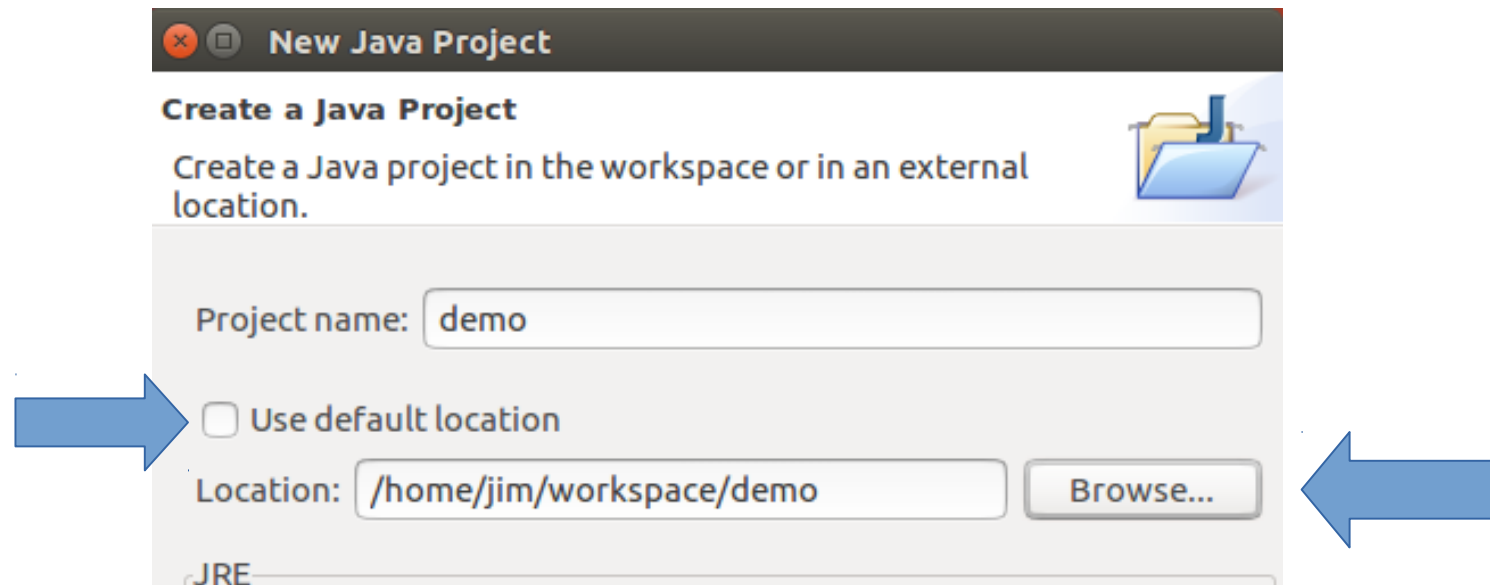 New Java Project
Create a Java Project
Create a Java project in the workspace or in an external
location.
Project name: demo
Use default location
Location: /home/jim/workspace/demo Browse...
JRE